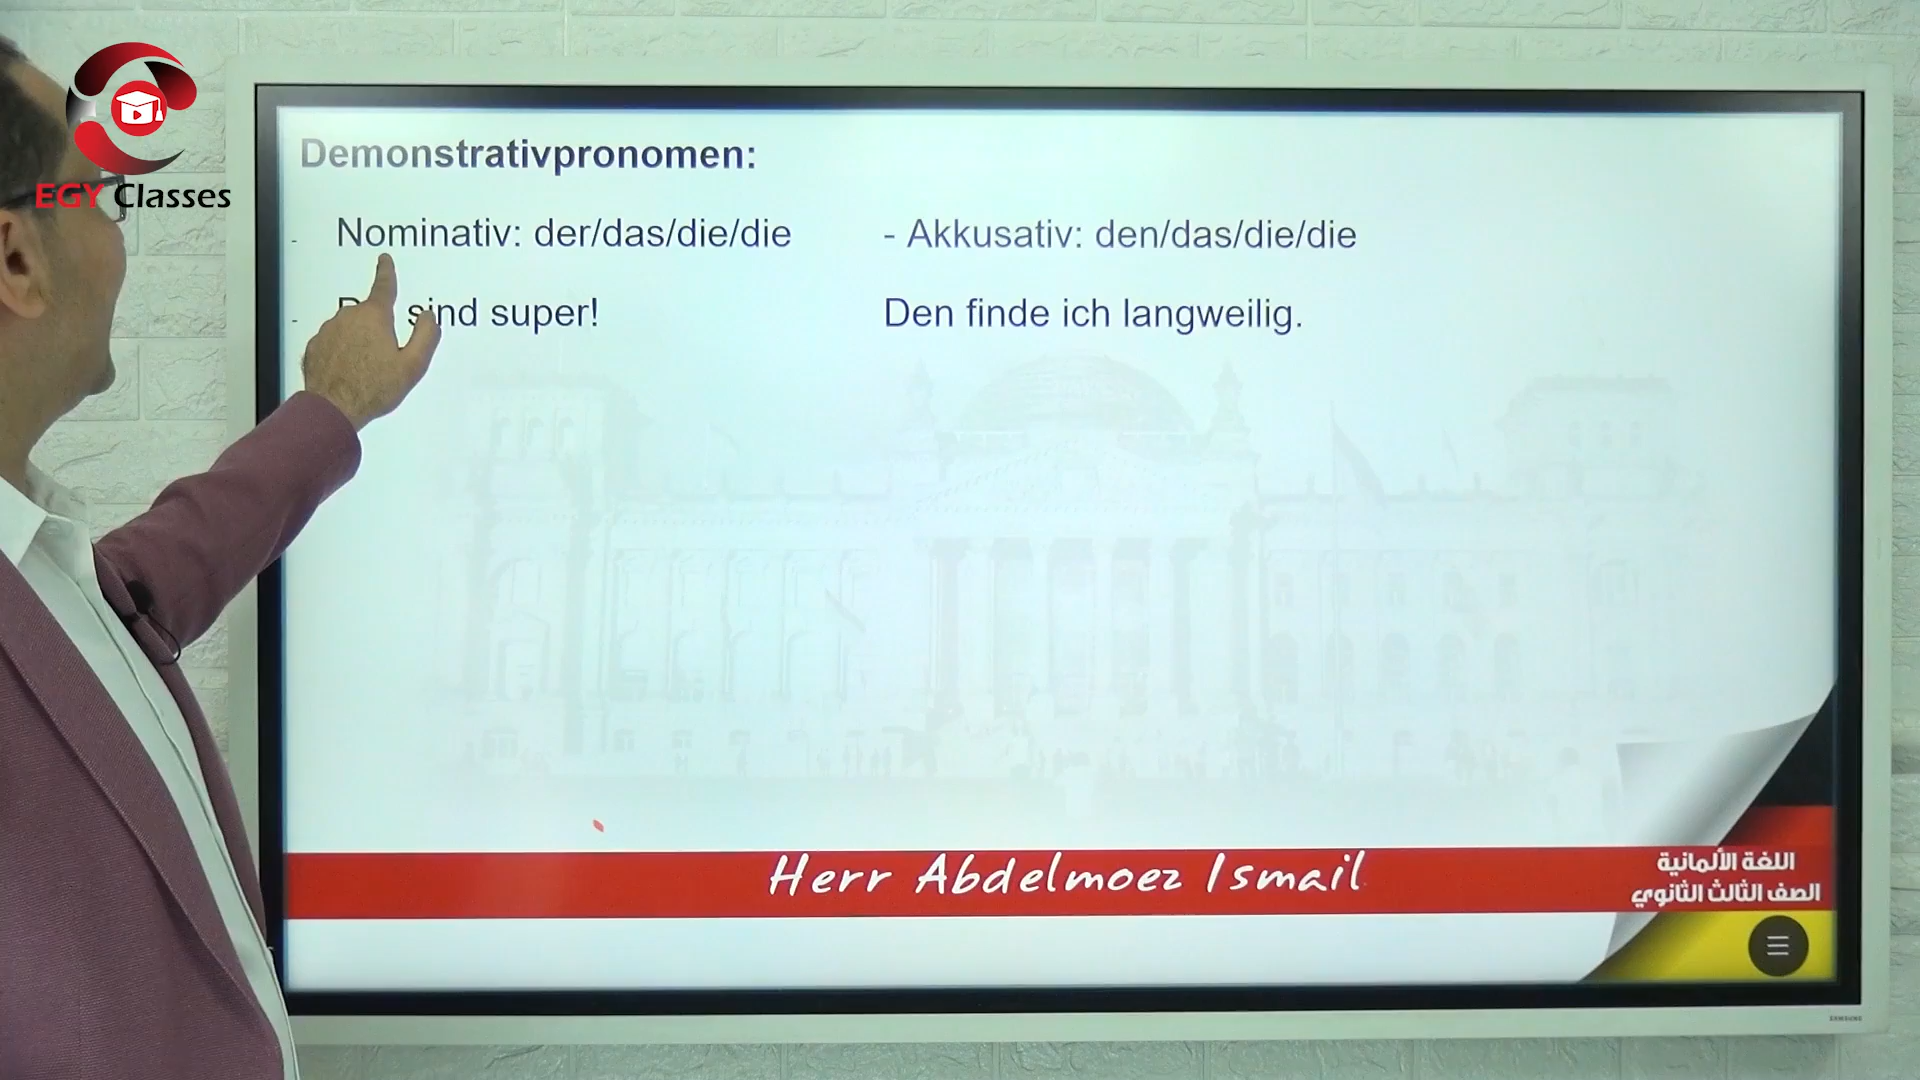 EGY Classes
Demonstrativpronomen:
- Nominativ: der/das/die/die
- Akkusativ: den/das/die/die
- sind super!
Den finde ich langweilig.
Herr Abdelmoez Ismail
اللغة الألمانية
الصف الثالث الثانوي
SAMSUNG